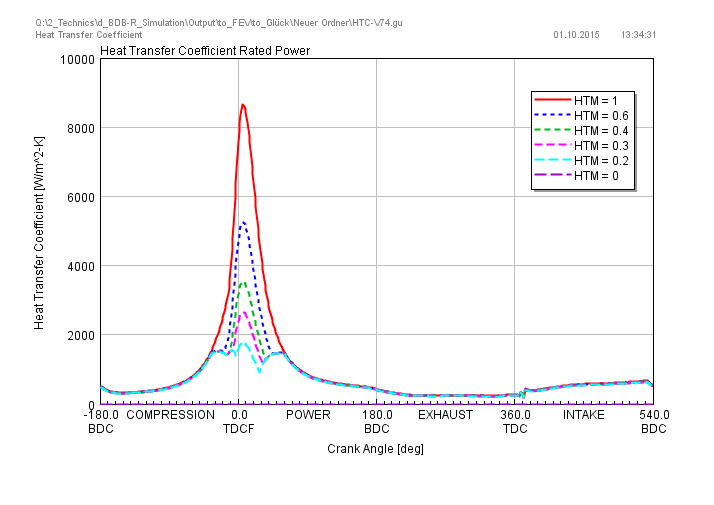 Q:\2_Technics\d_BDB-R_Simulation\Output\to_FEV\to_Glück\Neuer Ordner\HTC-V74.gu
Heat Transfer Coefficient 01.10.2015 13:34:31
Heat Transfer Coefficient Rated Power
10000
8000
6000
4000
2000
0
Heat Transfer Coefficient [W/m^2-K]
HTM = 1
HTM = 0.6
HTM = 0.4
HTM = 0.3
HTM = 0.2
HTM = 0
-180.0 COMPRESSION 0.0 POWER 180.0 EXHAUST 360.0 INTAKE 540.0
BDC TDCF BDC TDC BDC
Crank Angle [deg]